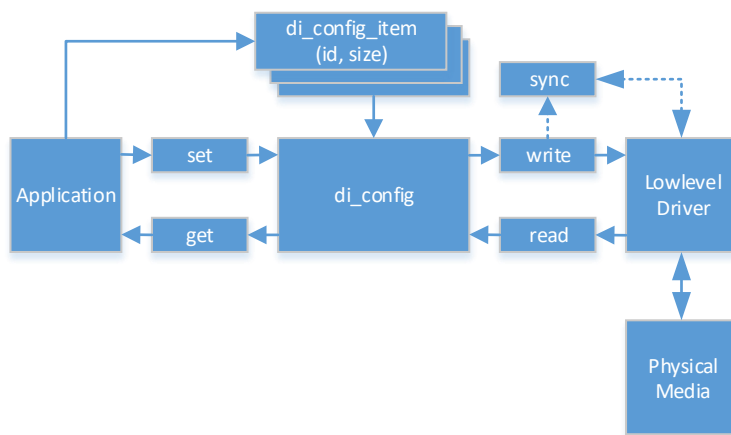 di_config_item
(id, size)
sync
Application
set
di_config
write
Lowlevel
Driver
get
read
Physical
Media